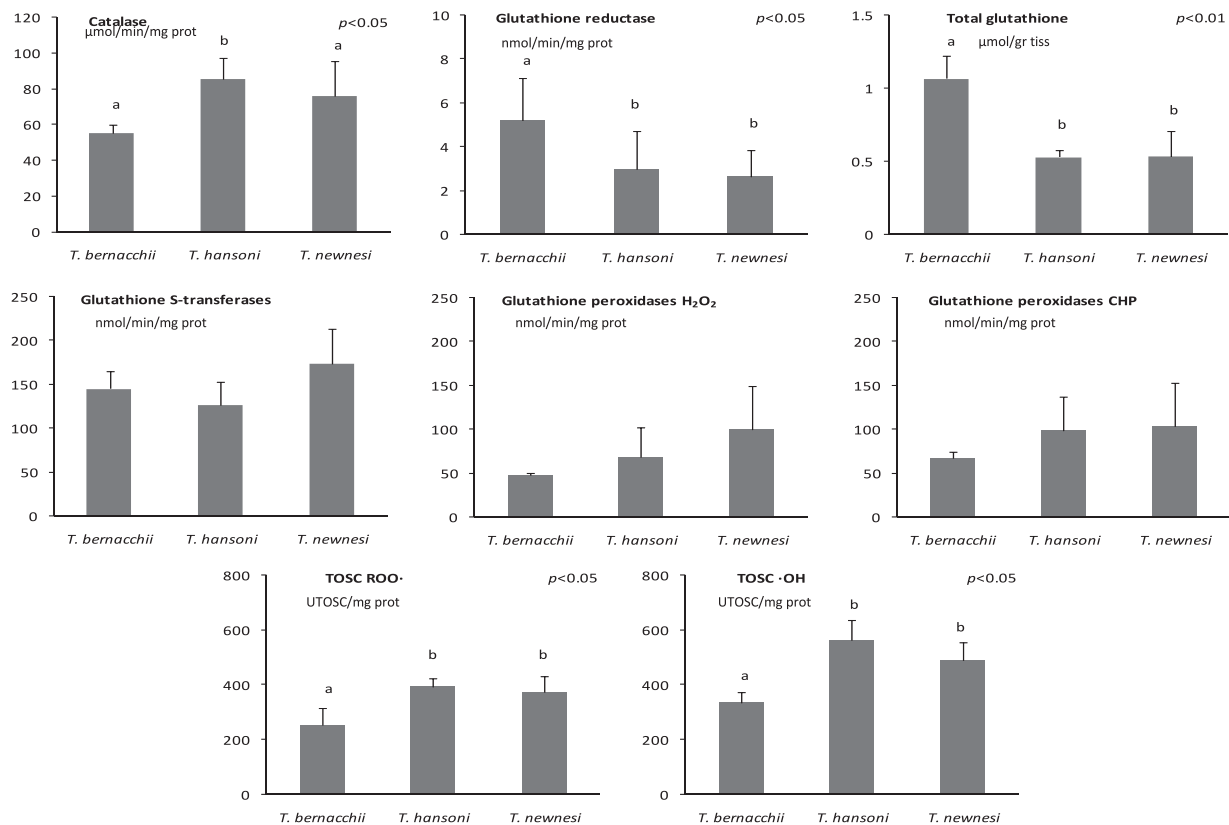 Catalase
µmol/min/mg prot
p<0.05
120
100
80
60
40
20
0
a
b
a
T. bernacchii T. hansoni T. newnesi
Glutathione reductase
nmol/min/mg prot
p<0.05
10
8
6
4
2
0
a
b
b
T. bernacchii T. hansoni T. newnesi
Total glutathione
µmol/gr tiss
p<0.01
1.5
1
0.5
0
a
b
b
T. bernacchii T. hansoni T. newnesi
Glutathione S-transferases
nmol/min/mg prot
250
200
150
100
50
0
T. bernacchii T. hansoni T. newnesi
Glutathione peroxidases H₂O₂
nmol/min/mg prot
250
200
150
100
50
0
T. bernacchii T. hansoni T. newnesi
Glutathione peroxidases CHP
nmol/min/mg prot
250
200
150
100
50
0
T. bernacchii T. hansoni T. newnesi
TOSC ROO·
UTOSC/mg prot
p<0.05
800
600
400
200
0
a
b
b
T. bernacchii T. hansoni T. newnesi
TOSC ·OH
UTOSC/mg prot
p<0.05
800
600
400
200
0
a
b
b
T. bernacchii T. hansoni T. newnesi